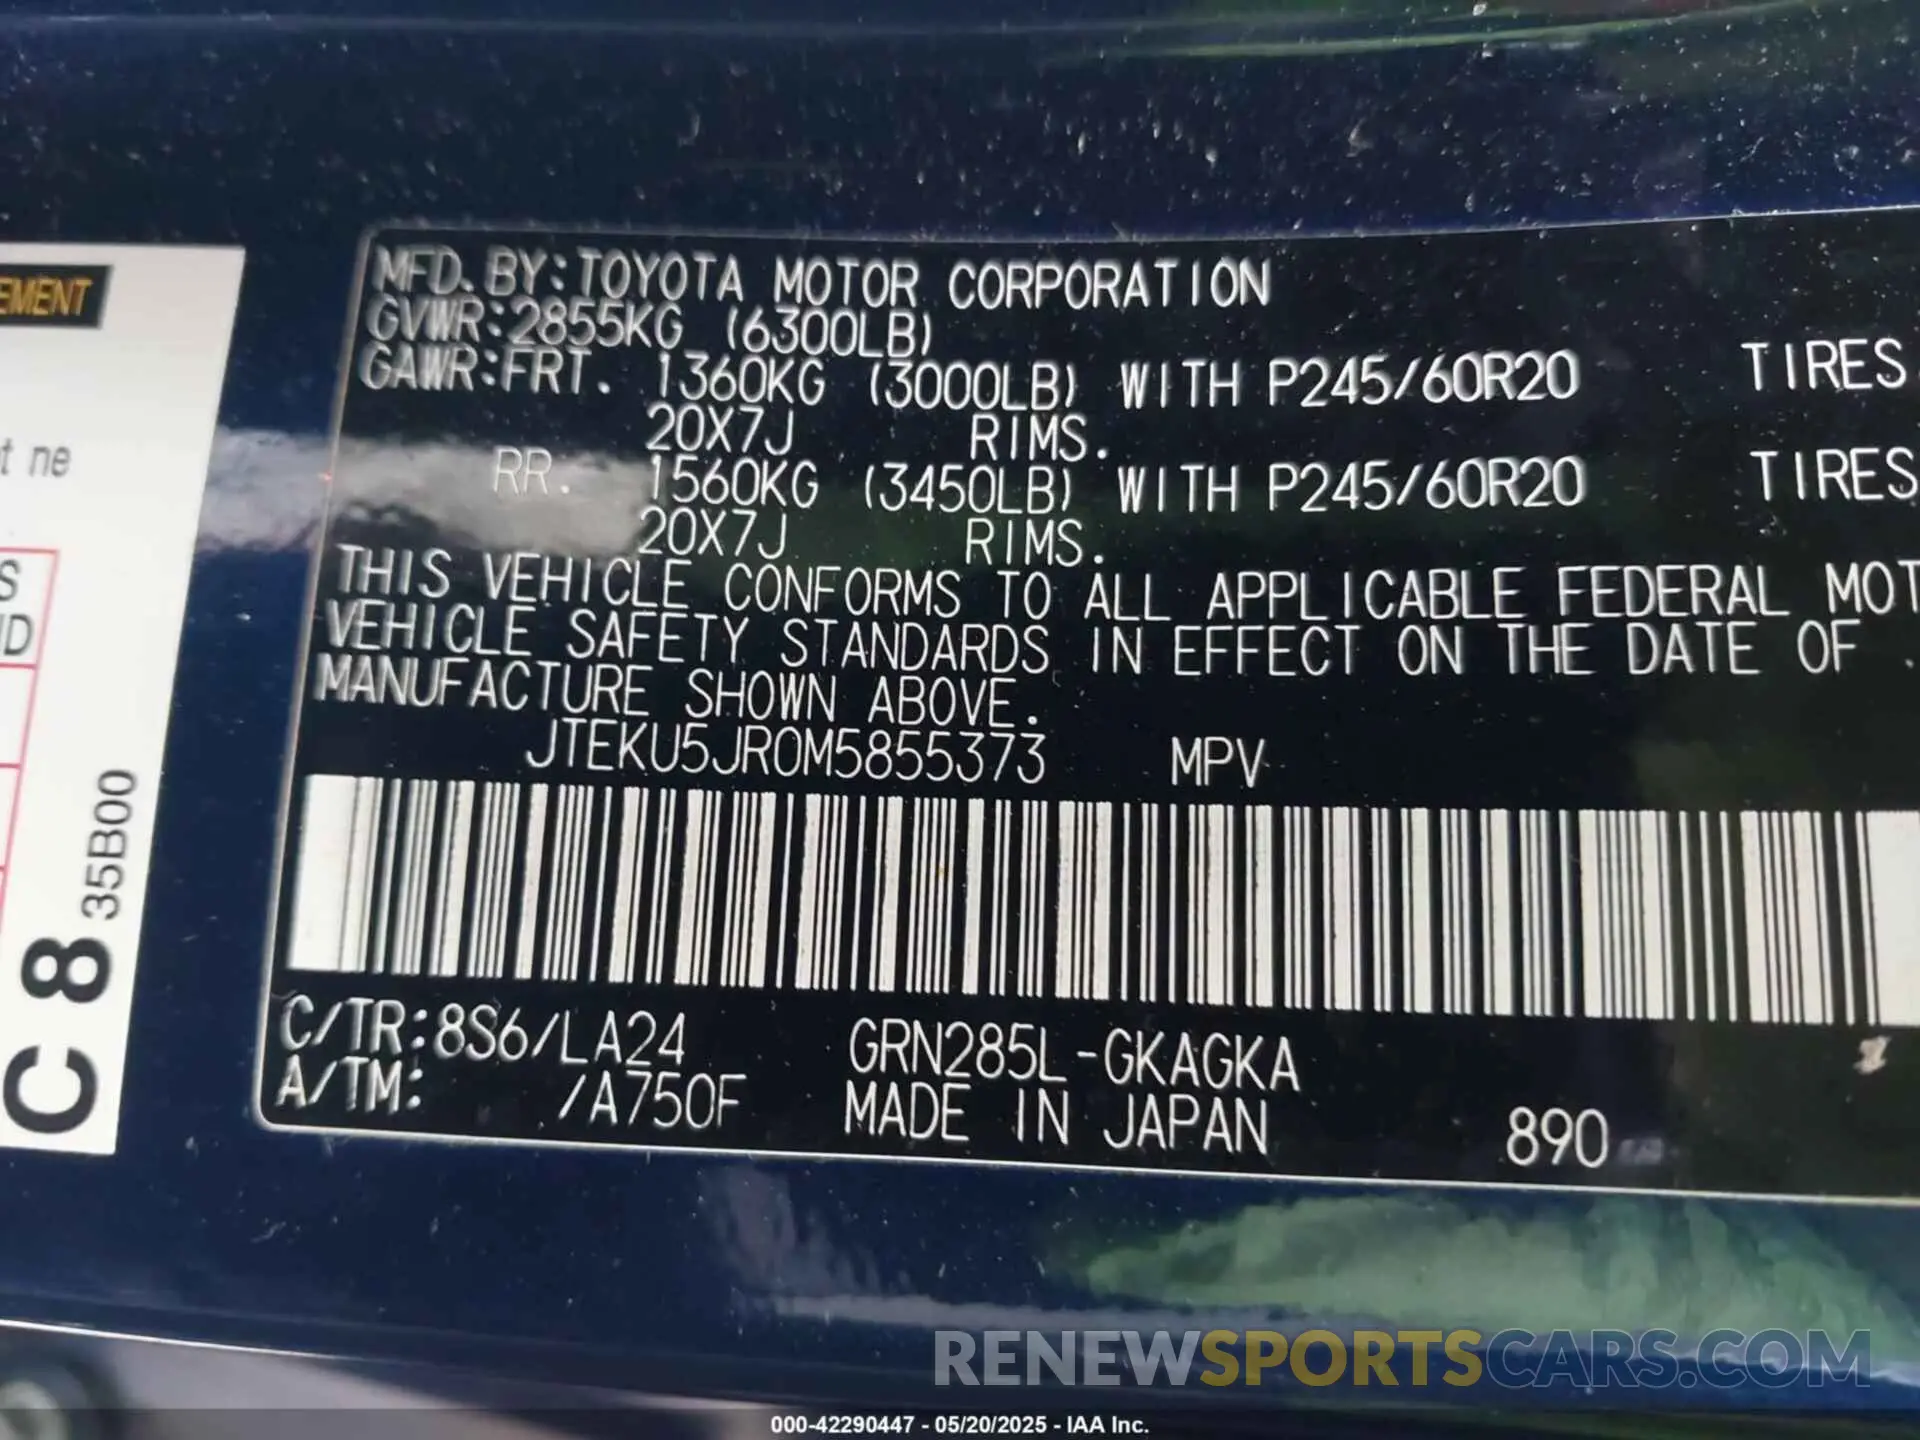 MFD. BY: TOYOTA MOTOR CORPORATION
GVWR: 2855KG (6300LB)
GAWR: FRT. 1360KG (3000LB) WITH P245/60R20 TIRES,
20X7J RIMS.
RR. 1560KG (3450LB) WITH P245/60R20 TIRES
20X7J RIMS.
THIS VEHICLE CONFORMS TO ALL APPLICABLE FEDERAL MOT
VEHICLE SAFETY STANDARDS IN EFFECT ON THE DATE OF
MANUFACTURE SHOWN ABOVE.
JTEKU5JR0M5855373 MPV
C/TR: 8S6/LA24 GRN285L-GKAGKA
A/TM: /A750F MADE IN JAPAN 890
EMENT
t ne
S
ND
C 8 35B00
RENEWSPORTSCARS.COM
000-42290447 - 05/20/2025 - IAA Inc.